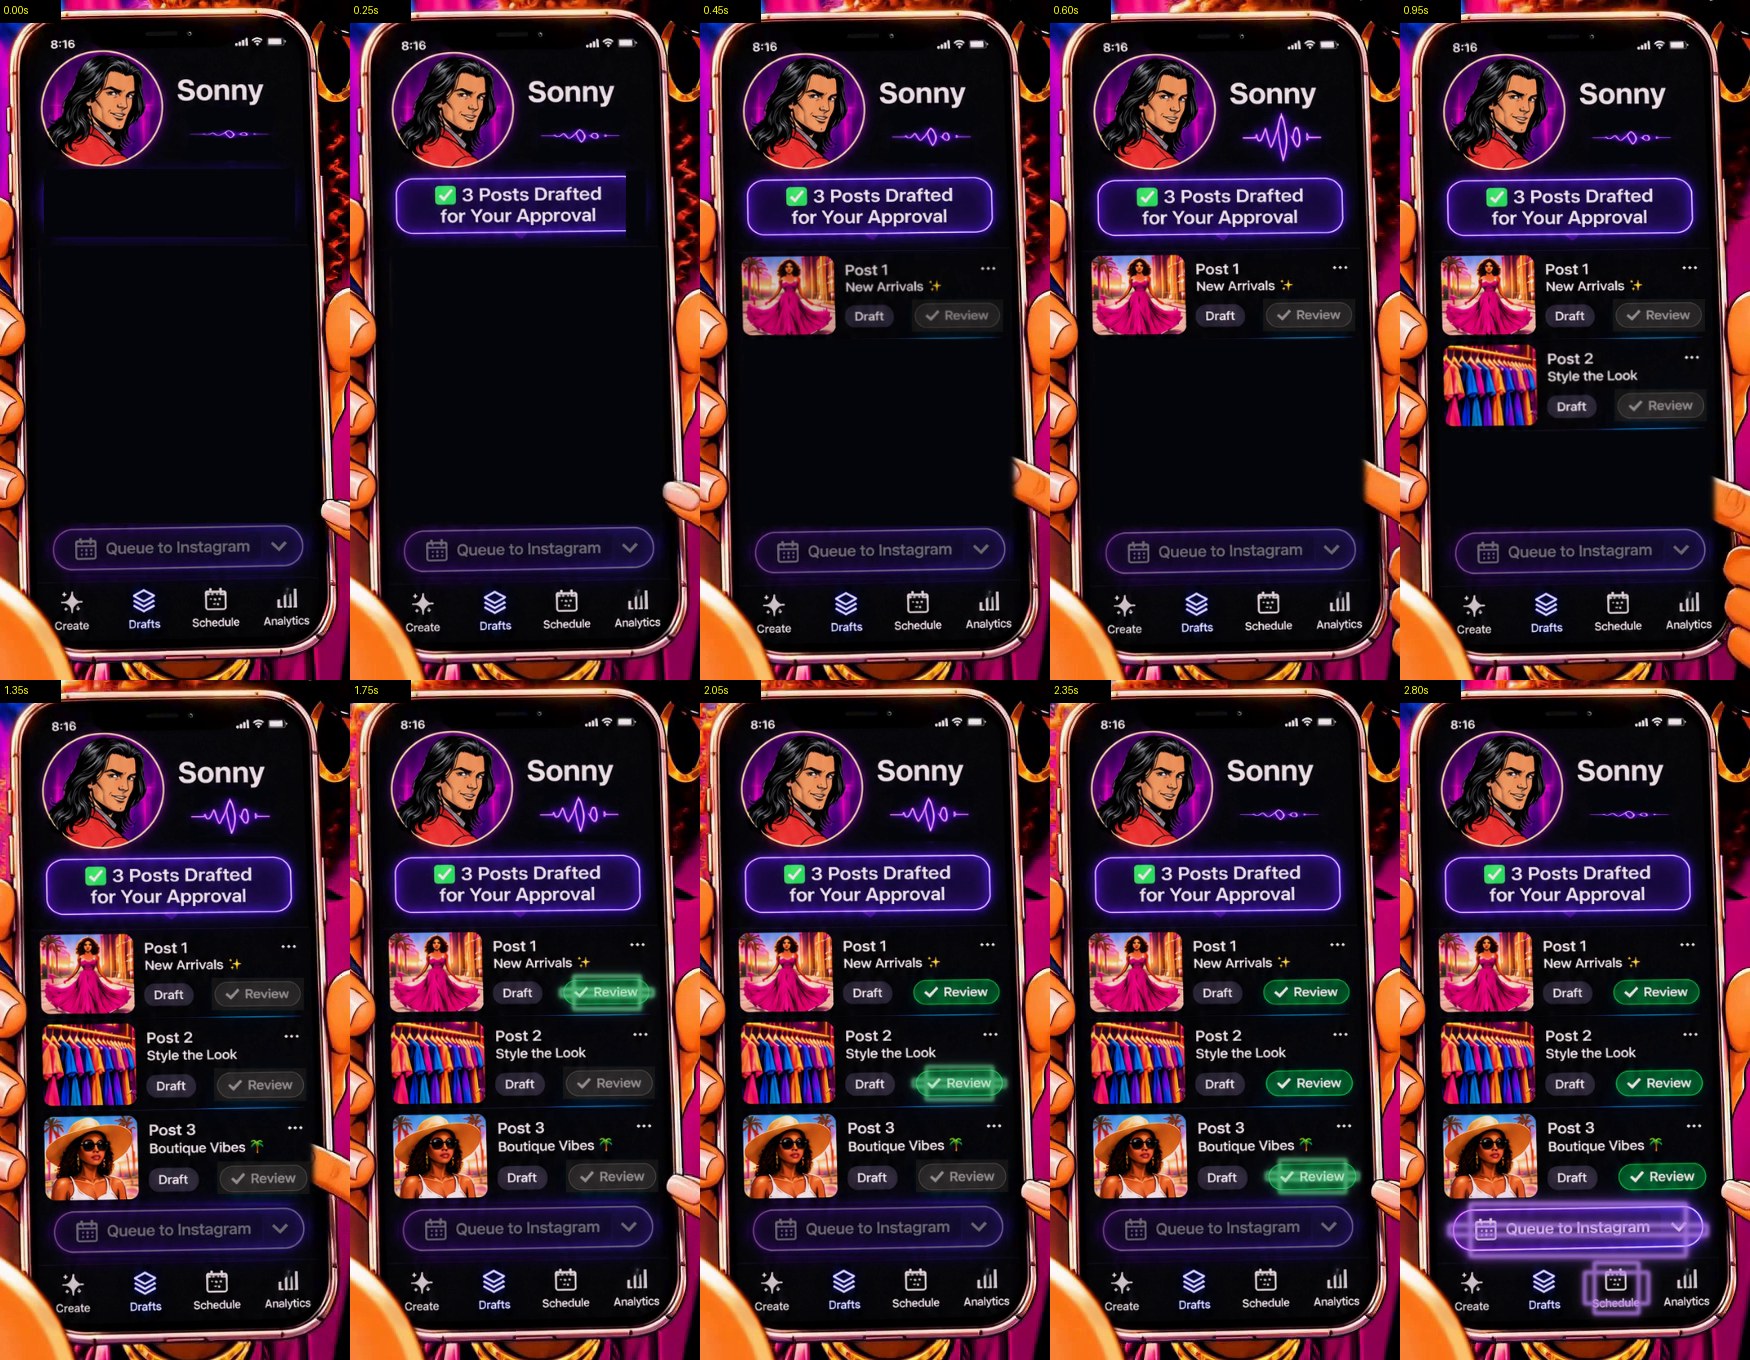 0.00s
8:16
Sonny
Queue to Instagram
Create
Drafts
Schedule
Analytics
0.25s
8:16
Sonny
✅ 3 Posts Drafted
for Your Approval
Queue to Instagram
Create
Drafts
Schedule
Analytics
0.45s
8:16
Sonny
✅ 3 Posts Drafted
for Your Approval
Post 1
New Arrivals ✨
Draft
✓ Review
Queue to Instagram
Create
Drafts
Schedule
Analytics
0.60s
8:16
Sonny
✅ 3 Posts Drafted
for Your Approval
Post 1
New Arrivals ✨
Draft
✓ Review
Queue to Instagram
Create
Drafts
Schedule
Analytics
0.95s
8:16
Sonny
✅ 3 Posts Drafted
for Your Approval
Post 1
New Arrivals ✨
Draft
✓ Review
Post 2
Style the Look
Draft
✓ Review
Queue to Instagram
Create
Drafts
Schedule
Analytics
1.35s
8:16
Sonny
✅ 3 Posts Drafted
for Your Approval
Post 1
New Arrivals ✨
Draft
✓ Review
Post 2
Style the Look
Draft
✓ Review
Post 3
Boutique Vibes 🌴
Draft
✓ Review
Queue to Instagram
Create
Drafts
Schedule
Analytics
1.75s
8:16
Sonny
✅ 3 Posts Drafted
for Your Approval
Post 1
New Arrivals ✨
Draft
✓ Review
Post 2
Style the Look
Draft
✓ Review
Post 3
Boutique Vibes 🌴
Draft
✓ Review
Queue to Instagram
Create
Drafts
Schedule
Analytics
2.05s
8:16
Sonny
✅ 3 Posts Drafted
for Your Approval
Post 1
New Arrivals ✨
Draft
✓ Review
Post 2
Style the Look
Draft
✓ Review
Post 3
Boutique Vibes 🌴
Draft
✓ Review
Queue to Instagram
Create
Drafts
Schedule
Analytics
2.35s
8:16
Sonny
✅ 3 Posts Drafted
for Your Approval
Post 1
New Arrivals ✨
Draft
✓ Review
Post 2
Style the Look
Draft
✓ Review
Post 3
Boutique Vibes 🌴
Draft
✓ Review
Queue to Instagram
Create
Drafts
Schedule
Analytics
2.80s
8:16
Sonny
✅ 3 Posts Drafted
for Your Approval
Post 1
New Arrivals ✨
Draft
✓ Review
Post 2
Style the Look
Draft
✓ Review
Post 3
Boutique Vibes 🌴
Draft
✓ Review
Queue to Instagram
Create
Drafts
Schedule
Analytics